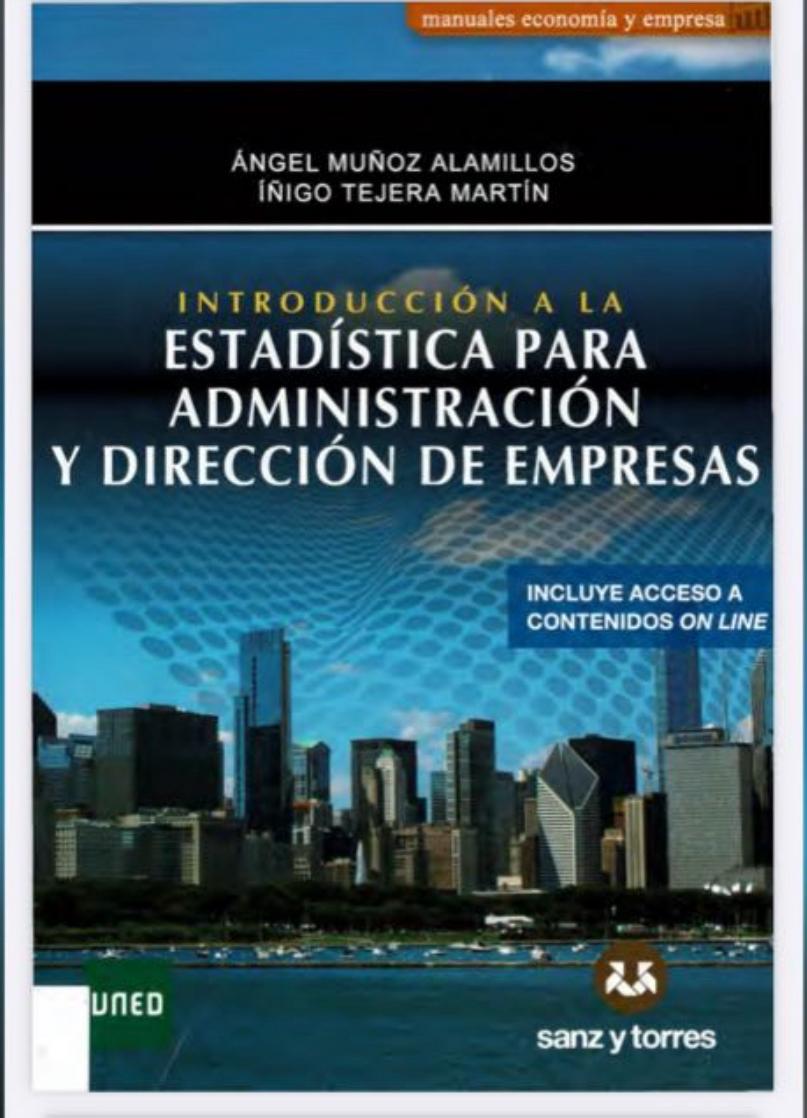 manuales economía y empresa
ÁNGEL MUÑOZ ALAMILLOS
ÍÑIGO TEJERA MARTÍN
INTRODUCCIÓN A LA
ESTADÍSTICA PARA
ADMINISTRACIÓN
Y DIRECCIÓN DE EMPRESAS
INCLUYE ACCESO A
CONTENIDOS ON LINE
UNED
sanz y torres